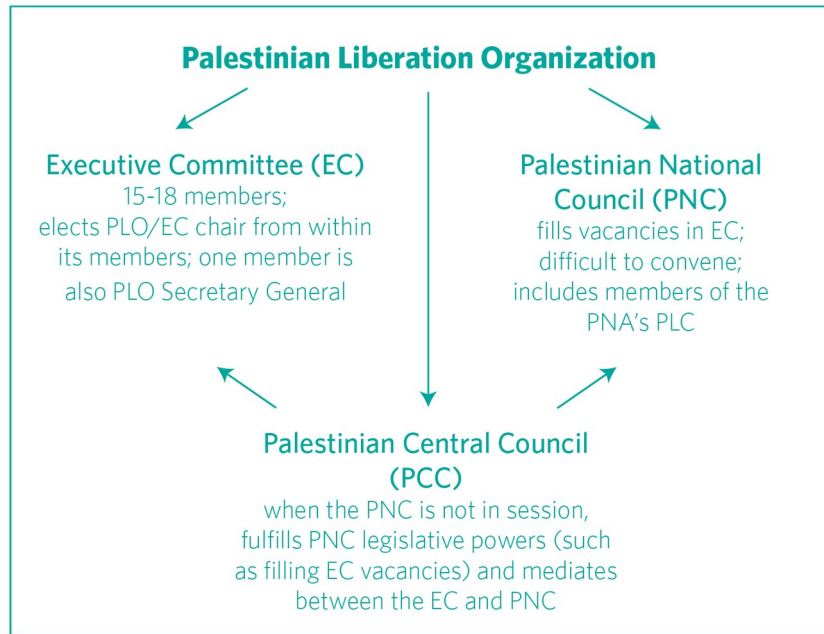 Palestinian Liberation Organization
Executive Committee (EC)
15-18 members;
elects PLO/EC chair from within
its members; one member is
also PLO Secretary General
Palestinian National
Council (PNC)
fills vacancies in EC;
difficult to convene;
includes members of the
PNA’s PLC
Palestinian Central Council
(PCC)
when the PNC is not in session,
fulfills PNC legislative powers (such
as filling EC vacancies) and mediates
between the EC and PNC